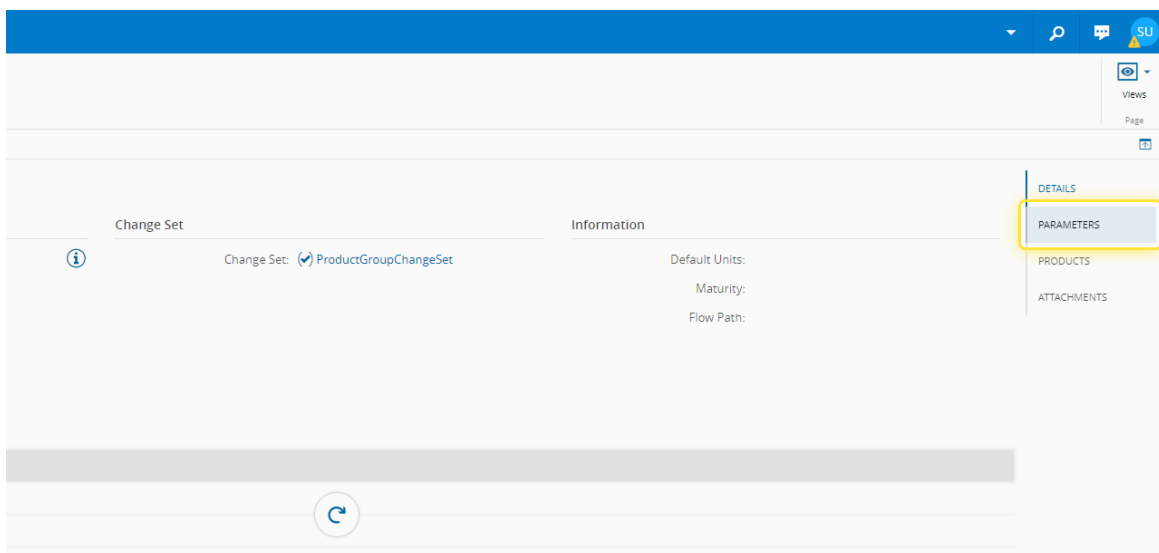 SU
Views
Page
DETAILS
Change Set
Information
PARAMETERS
Change Set: ProductGroupChangeSet
Default Units:
PRODUCTS
Maturity:
ATTACHMENTS
Flow Path: